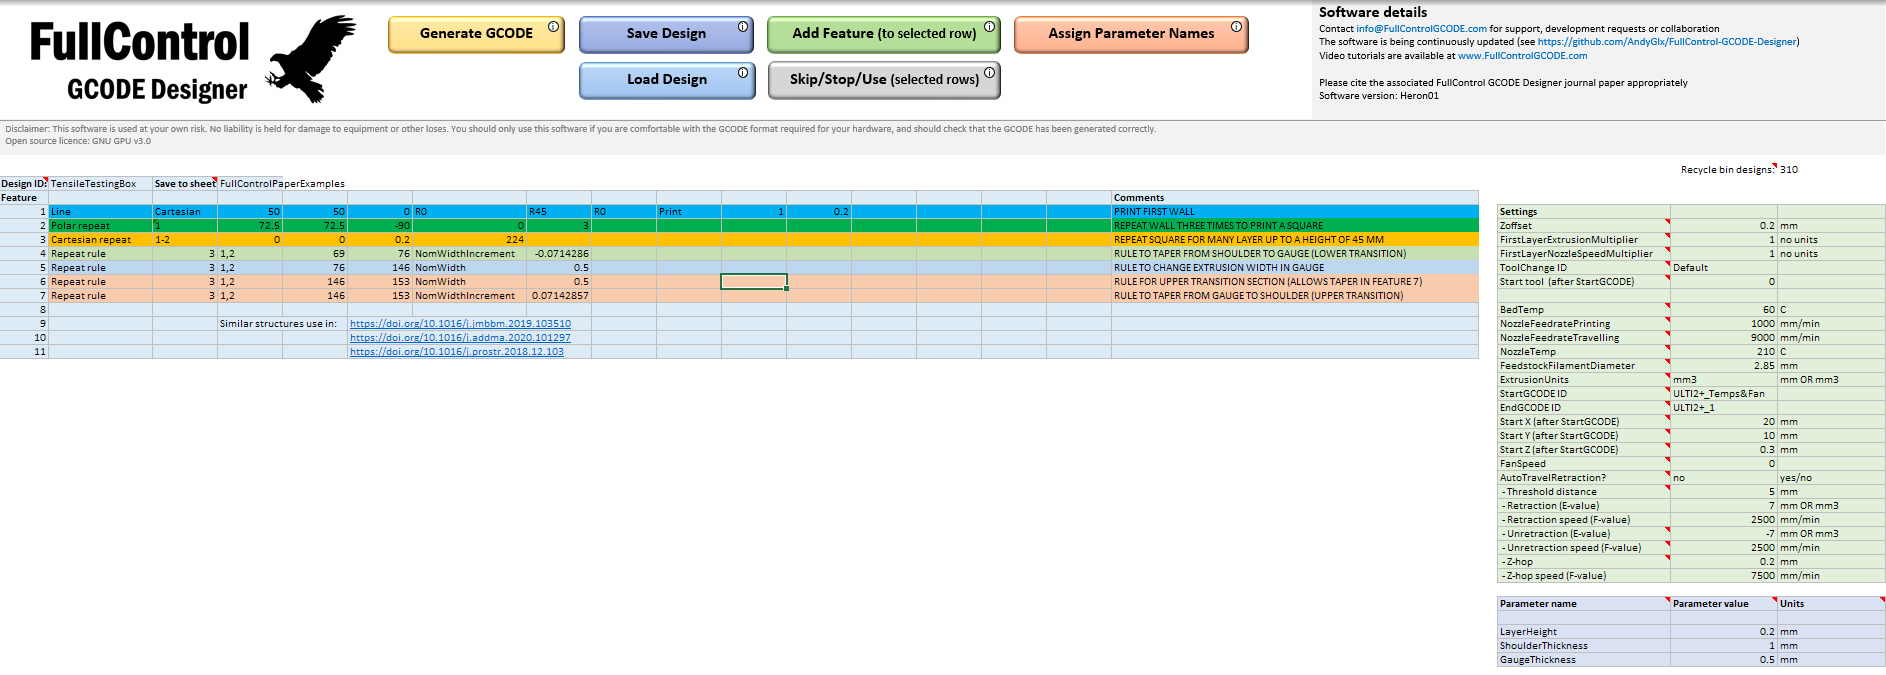 FullControl
GCODE Designer
Generate GCODE
Save Design
Add Feature (to selected row)
Assign Parameter Names
Load Design
Skip/Stop/Use (selected rows)
Software details
Contact info@FullControlGCODE.com for support, development requests or collaboration
The software is being continuously updated (see https://github.com/AndyGlx/FullControl-GCODE-Designer)
Video tutorials are available at www.FullControlGCODE.com
Please cite the associated FullControl GCODE Designer journal paper appropriately
Software version: Heron01
Disclaimer: This software is used at your own risk. No liability is held for damage to equipment or other loses. You should only use this software if you are comfortable with the GCODE format required for your hardware, and should check that the GCODE has been generated correctly.
Open source licence: GNU GPU v3.0
Recycle bin designs: 310
Design ID: TensileTestingBox Save to sheet FullControlPaperExamples
Feature Comments
1 Line Cartesian 50 50 0 R0 R45 R0 Print 1 0.2 PRINT FIRST WALL
2 Polar repeat 1 72.5 72.5 -90 0 3 REPEAT WALL THREE TIMES TO PRINT A SQUARE
3 Cartesian repeat 1-2 0 0 0.2 224 REPEAT SQUARE FOR MANY LAYER UP TO A HEIGHT OF 45 MM
4 Repeat rule 3 1,2 69 76 NomWidthIncrement -0.0714286 RULE TO TAPER FROM SHOULDER TO GAUGE (LOWER TRANSITION)
5 Repeat rule 3 1,2 76 146 NomWidth 0.5 RULE TO CHANGE EXTRUSION WIDTH IN GAUGE
6 Repeat rule 3 1,2 146 153 NomWidth 0.5 RULE FOR UPPER TRANSITION SECTION (ALLOWS TAPER IN FEATURE 7)
7 Repeat rule 3 1,2 146 153 NomWidthIncrement 0.07142857 RULE TO TAPER FROM GAUGE TO SHOULDER (UPPER TRANSITION)
8
9 Similar structures use in: https://doi.org/10.1016/j.jmbbm.2019.103510
10 https://doi.org/10.1016/j.addma.2020.101297
11 https://doi.org/10.1016/j.prostr.2018.12.103
Settings
Zoffset 0.2 mm
FirstLayerExtrusionMultiplier 1 no units
FirstLayerNozzleSpeedMultiplier 1 no units
ToolChange ID Default
Start tool (after StartGCODE) 0
BedTemp 60 C
NozzleFeedratePrinting 1000 mm/min
NozzleFeedrateTravelling 9000 mm/min
NozzleTemp 210 C
FeedstockFilamentDiameter 2.85 mm
ExtrusionUnits mm3 mm OR mm3
StartGCODE ID ULTI2+_Temps&Fan
EndGCODE ID ULTI2+_1
Start X (after StartGCODE) 20 mm
Start Y (after StartGCODE) 10 mm
Start Z (after StartGCODE) 0.3 mm
FanSpeed 0
AutoTravelRetraction? no yes/no
- Threshold distance 5 mm
- Retraction (E-value) 7 mm OR mm3
- Retraction speed (F-value) 2500 mm/min
- Unretraction (E-value) -7 mm OR mm3
- Unretraction speed (F-value) 2500 mm/min
- Z-hop 0.2 mm
- Z-hop speed (F-value) 7500 mm/min
Parameter name Parameter value Units
LayerHeight 0.2 mm
ShoulderThickness 1 mm
GaugeThickness 0.5 mm